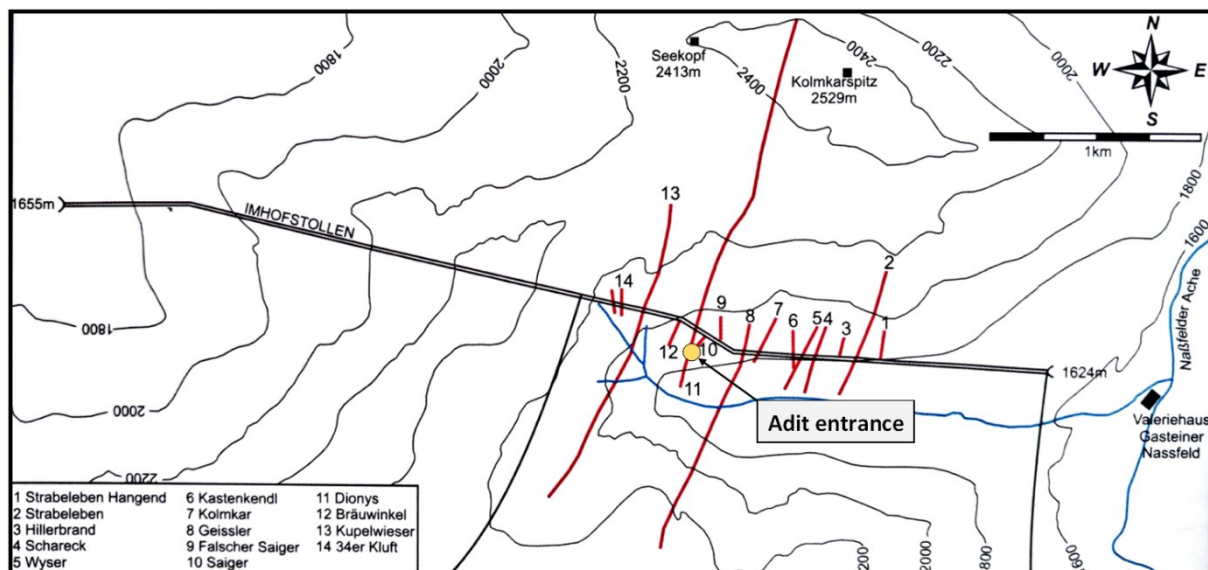 1800
2000
2200
Seekopf
2413m
2400
2400
2200
2000
Kolmkarspitz
2529m
N
W
E
S
1km
1800
1600
1655m
IMHOFSTOLLEN
13
14
2
9
8
7
6
54
3
1
12
10
11
1624m
Naßfelder Ache
Adit entrance
Valeriehaus
Gasteiner
Nassfeld
1800
2000
2200
2200
2000
1800
1600
1 Strabeleben Hangend
2 Strabeleben
3 Hillerbrand
4 Schareck
5 Wyser
6 Kastenkendl
7 Kolmkar
8 Geissler
9 Falscher Saiger
10 Saiger
11 Dionys
12 Bräuwinkel
13 Kupelwieser
14 34er Kluft